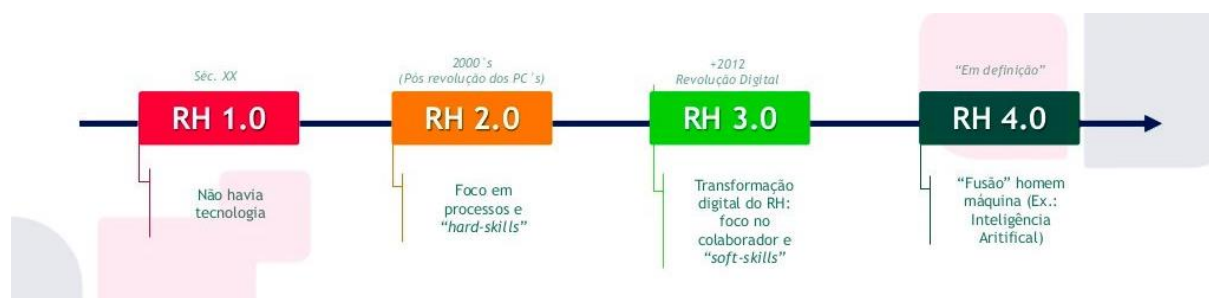 Séc. XX
RH 1.0
Não havia
tecnologia
2000´s
(Pós revolução dos PC´s)
RH 2.0
Foco em
processos e
“hard-skills”
+2012
Revolução Digital
RH 3.0
Transformação
digital do RH:
foco no
colaborador e
“soft-skills”
“Em definição”
RH 4.0
“Fusão” homem
máquina (Ex.:
Inteligência
Aritifical)